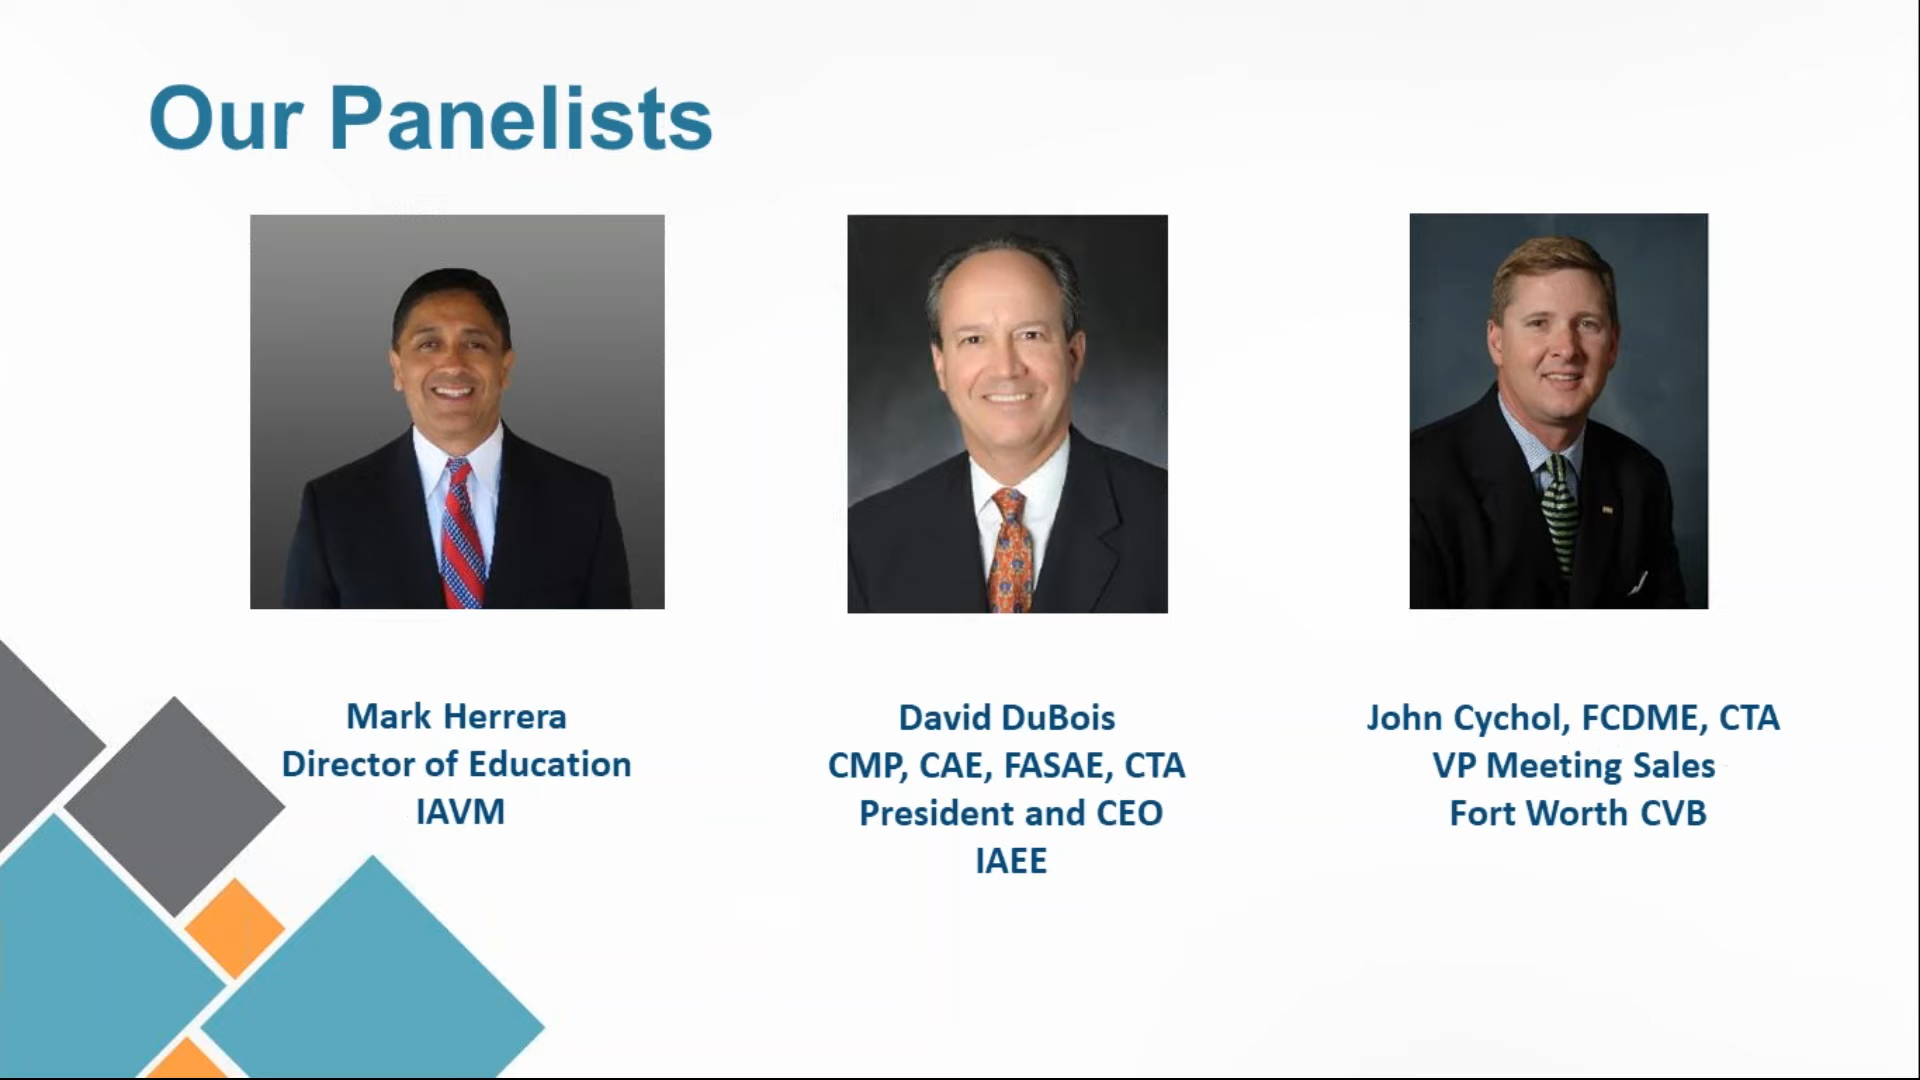 Our Panelists
Mark Herrera
Director of Education
IAVM
David DuBois
CMP, CAE, FASAE, CTA
President and CEO
IAEE
John Cychol, FCDME, CTA
VP Meeting Sales
Fort Worth CVB